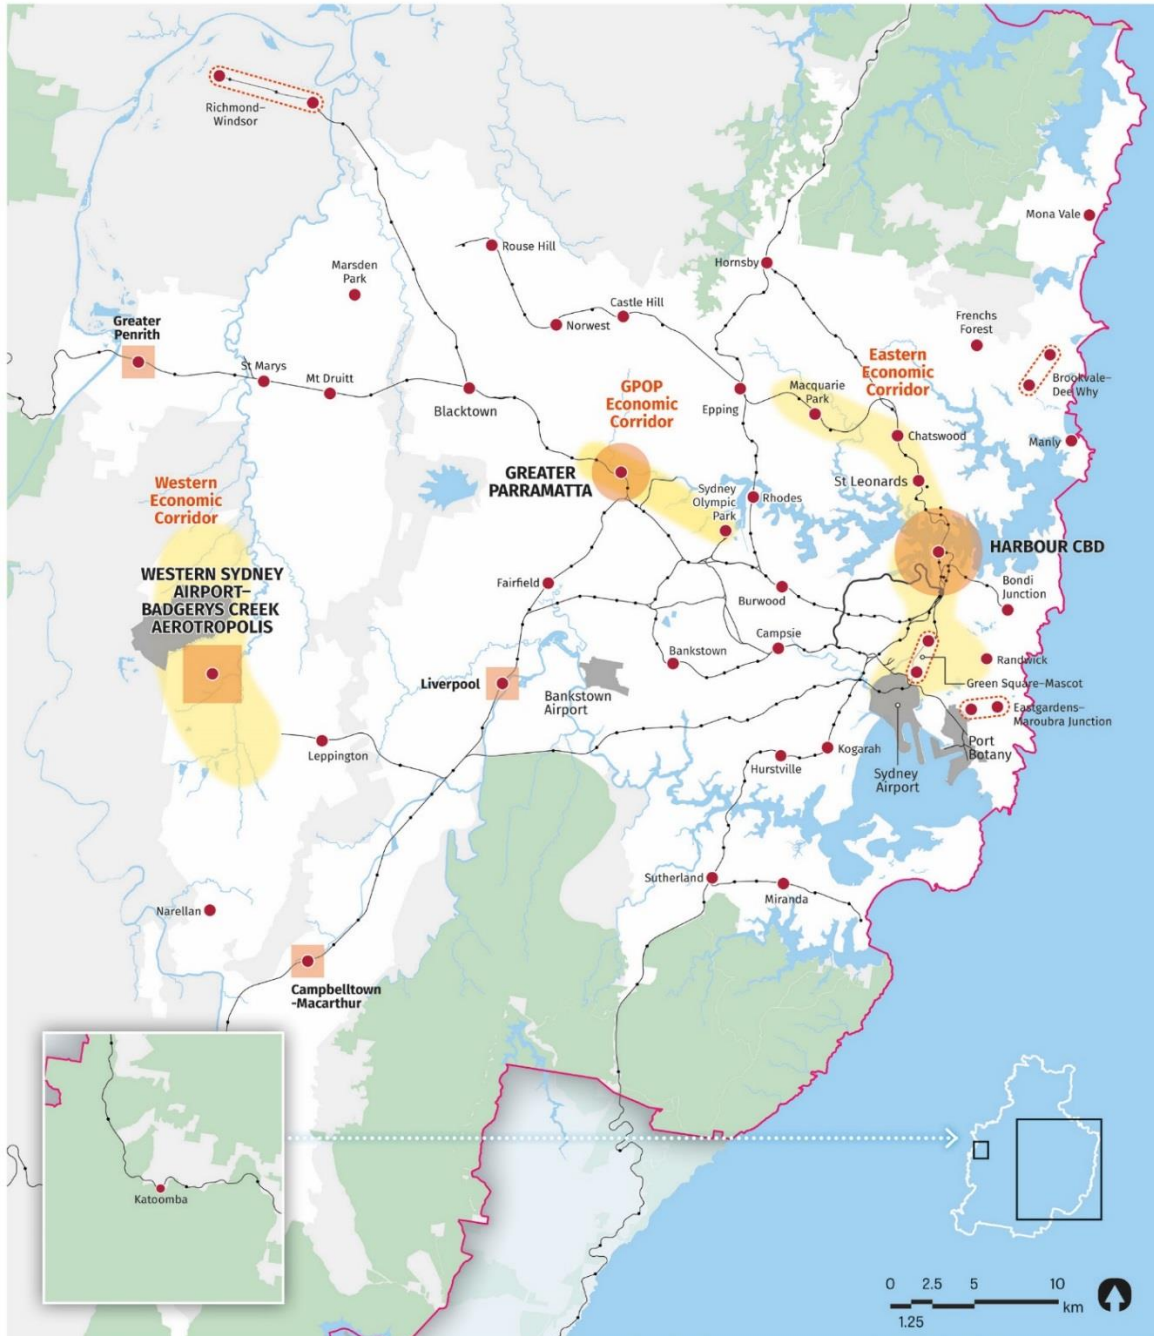 Richmond–
Windsor
Mona Vale
Rouse Hill
Hornsby
Marsden
Park
Castle Hill
Norwest
Frenchs
Forest
Greater
Penrith
St Marys
Mt Druitt
Blacktown
GPOP
Economic
Corridor
Epping
Eastern
Economic
Corridor
Macquarie
Park
Brookvale–
Dee Why
Chatswood
Manly
GREATER
PARRAMATTA
St Leonards
Sydney
Olympic
Park
Rhodes
Western
Economic
Corridor
HARBOUR CBD
WESTERN SYDNEY
AIRPORT–
BADGERYS CREEK
AEROTROPOLIS
Fairfield
Burwood
Bondi
Junction
Bankstown
Campsie
Randwick
Liverpool
Bankstown
Airport
Green Square–Mascot
Eastgardens–
Maroubra Junction
Leppington
Kogarah
Port
Botany
Hurstville
Sydney
Airport
Sutherland
Miranda
Narellan
Campbelltown
-Macarthur
Katoomba
0 2.5 5 10
km
1.25